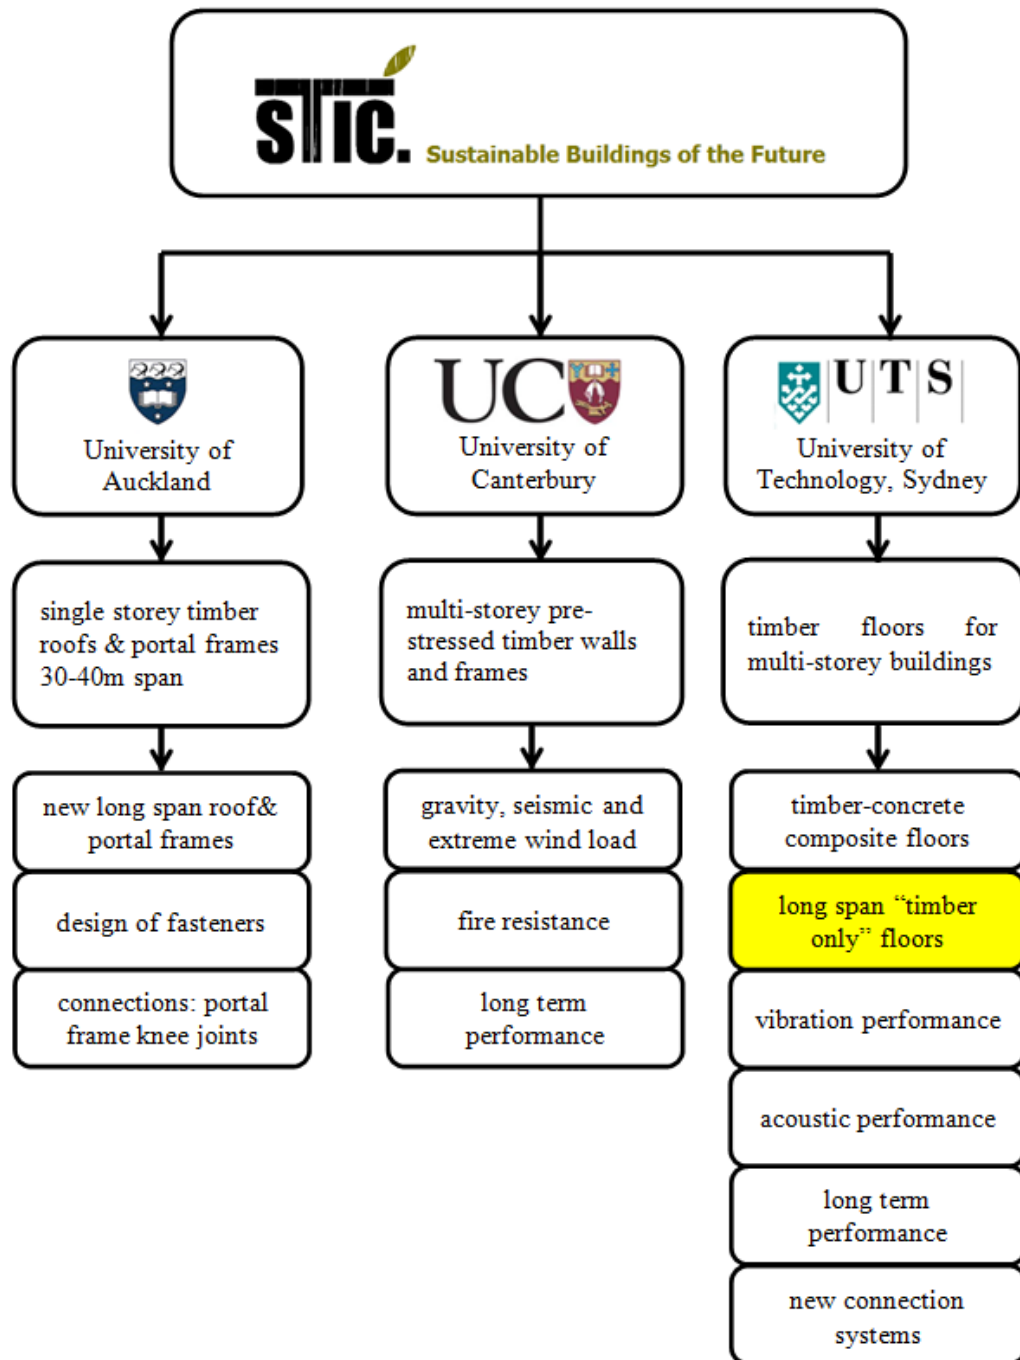 STIC. Sustainable Buildings of the Future
University of
Auckland
UC
University of
Canterbury
U T S
University of
Technology, Sydney
single storey timber
roofs & portal frames
30-40m span
multi-storey pre-
stressed timber walls
and frames
timber floors for
multi-storey buildings
new long span roof&
portal frames
design of fasteners
connections: portal
frame knee joints
gravity, seismic and
extreme wind load
fire resistance
long term
performance
timber-concrete
composite floors
long span “timber
only” floors
vibration performance
acoustic performance
long term
performance
new connection
systems